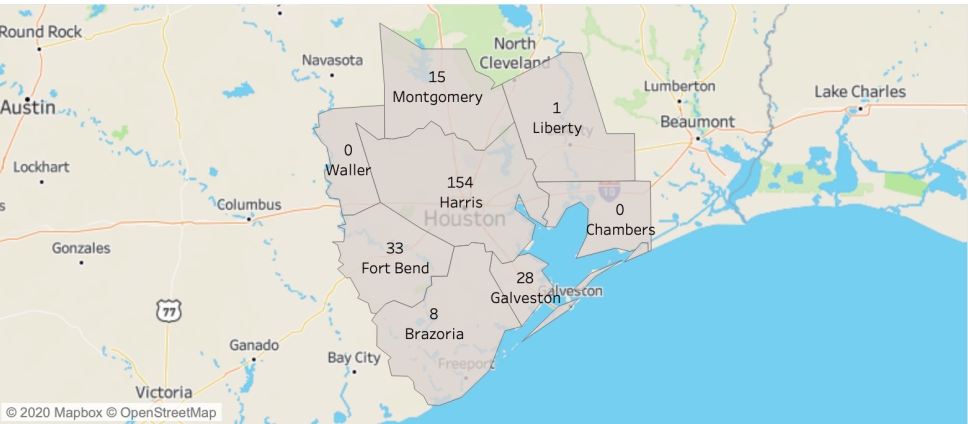 Round Rock
North
Cleveland
Navasota
15
Montgomery
Lumberton
Lake Charles
Austin
1
Liberty
Beaumont
0
Waller
Lockhart
154
Harris
10
Columbus
Houston
0
Chambers
Gonzales
33
Fort Bend
28
Galveston
Galveston
77
8
Brazoria
Ganado
Bay City
Freeport
Victoria
© 2020 Mapbox © OpenStreetMap